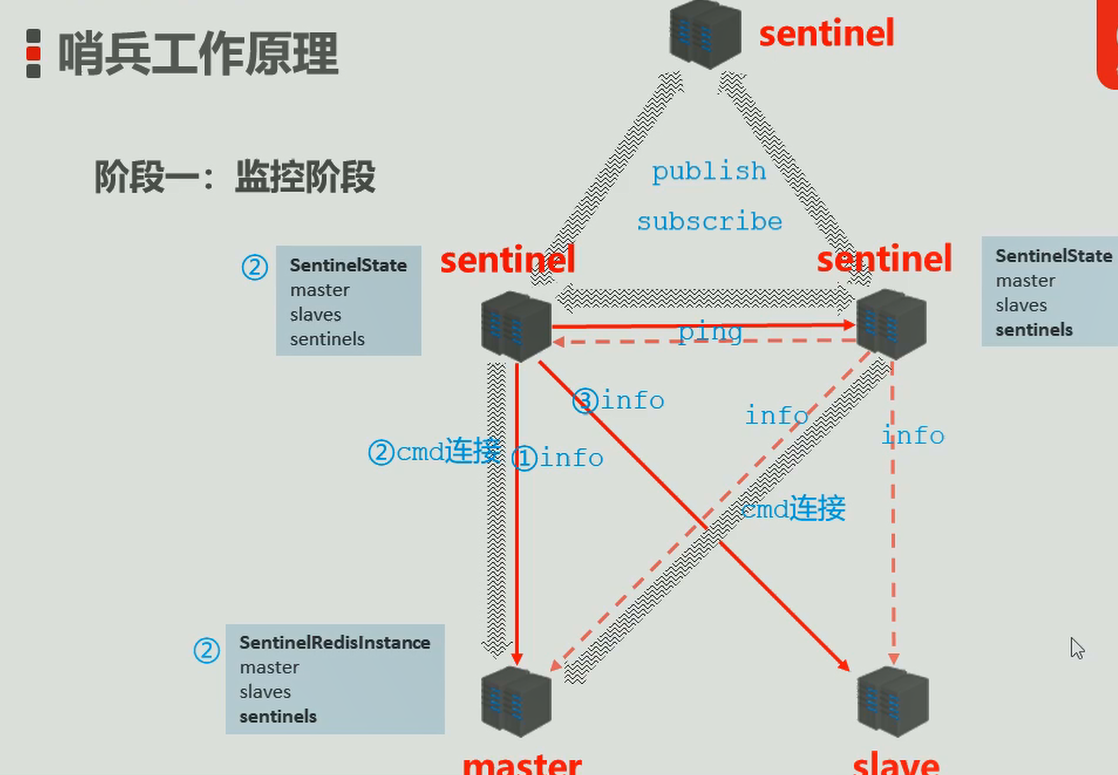 哨兵工作原理
sentinel
阶段一：监控阶段
publish
subscribe
sentinel
sentinel
②
SentinelState
master
slaves
sentinels
SentinelState
master
slaves
sentinels
ping
③info
info
info
②cmd连接
①info
cmd连接
②
SentinelRedisInstance
master
slaves
sentinels
master
slave